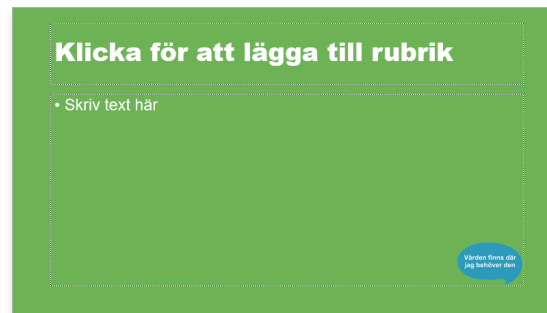 Klicka för att lägga till rubrik
• Skriv text här
Vården finns där
jag behöver den